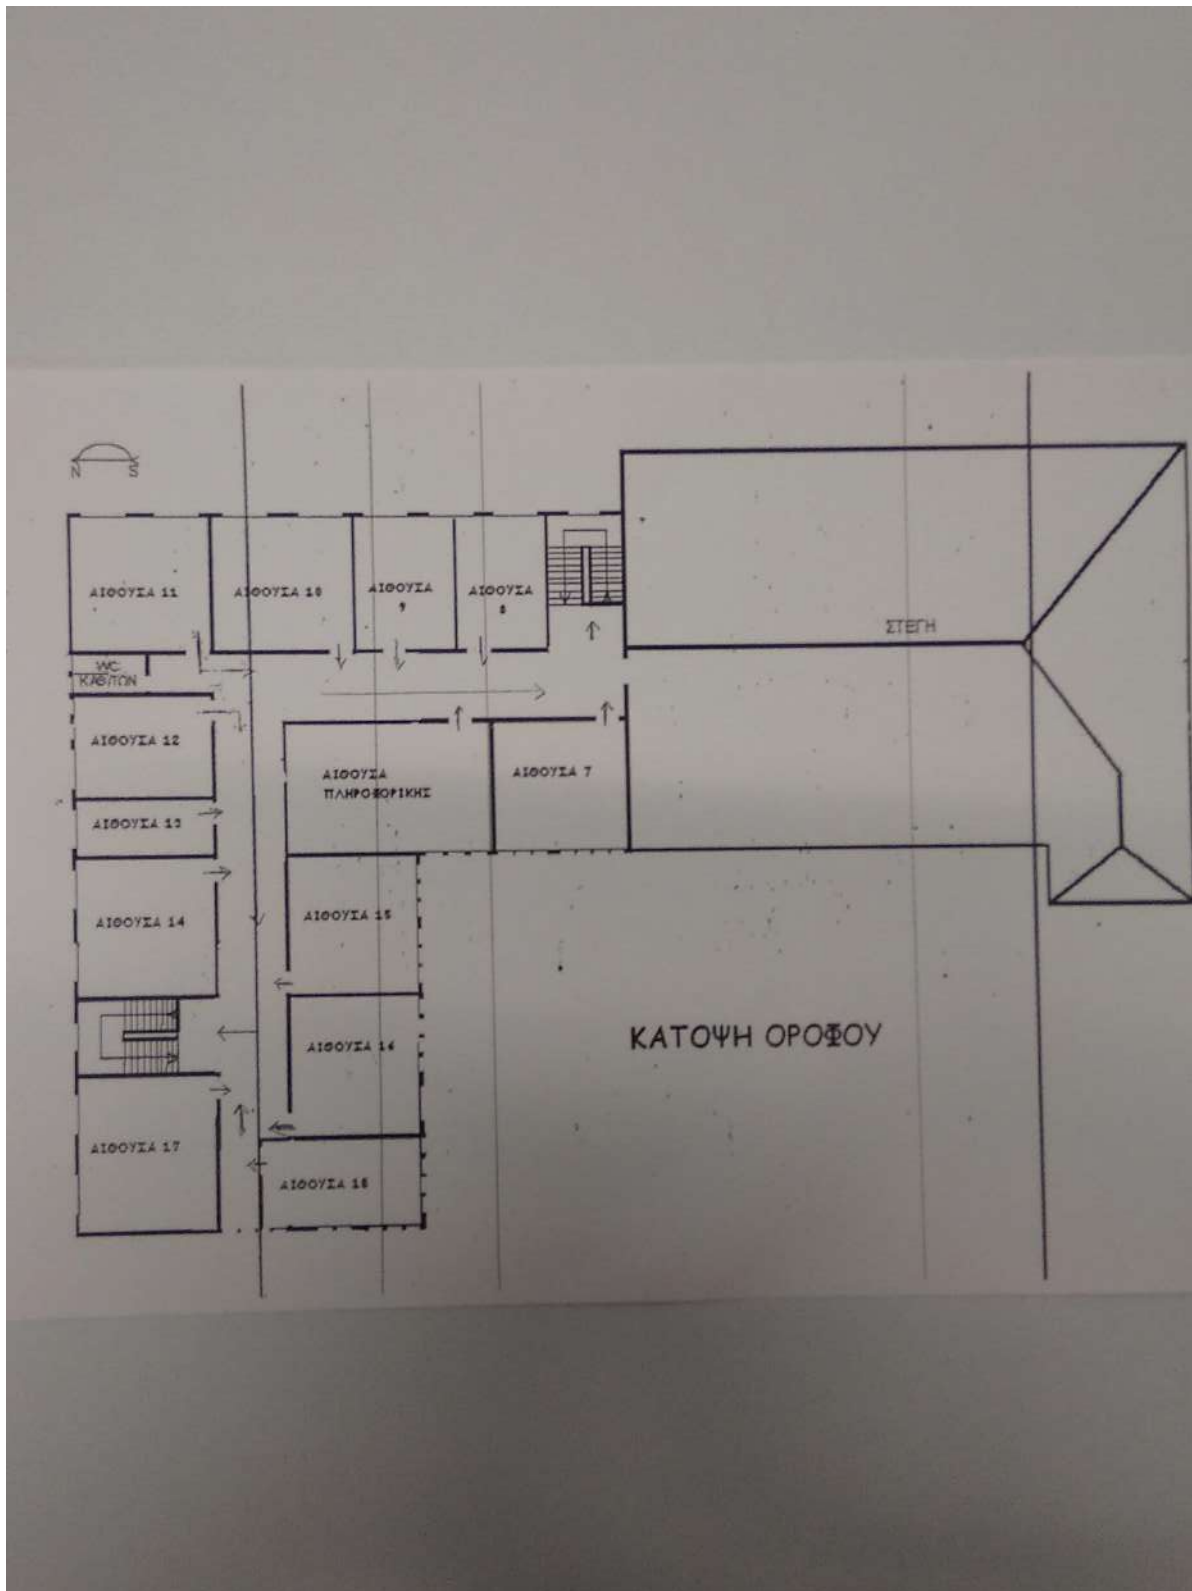 N S
ΑΙΘΟΥΣΑ 11
ΑΙΘΟΥΣΑ 10
ΑΙΘΟΥΣΑ
9
ΑΙΘΟΥΣΑ
8
ΣΤΕΓΗ
WC
ΚΑΘ/ΤΩΝ
ΑΙΘΟΥΣΑ 12
ΑΙΘΟΥΣΑ
ΠΛΗΡΟΦΟΡΙΚΗΣ
ΑΙΘΟΥΣΑ 7
ΑΙΘΟΥΣΑ 13
ΑΙΘΟΥΣΑ 14
ΑΙΘΟΥΣΑ 15
ΑΙΘΟΥΣΑ 16
ΚΑΤΟΨΗ ΟΡΟΦΟΥ
ΑΙΘΟΥΣΑ 17
ΑΙΘΟΥΣΑ 18